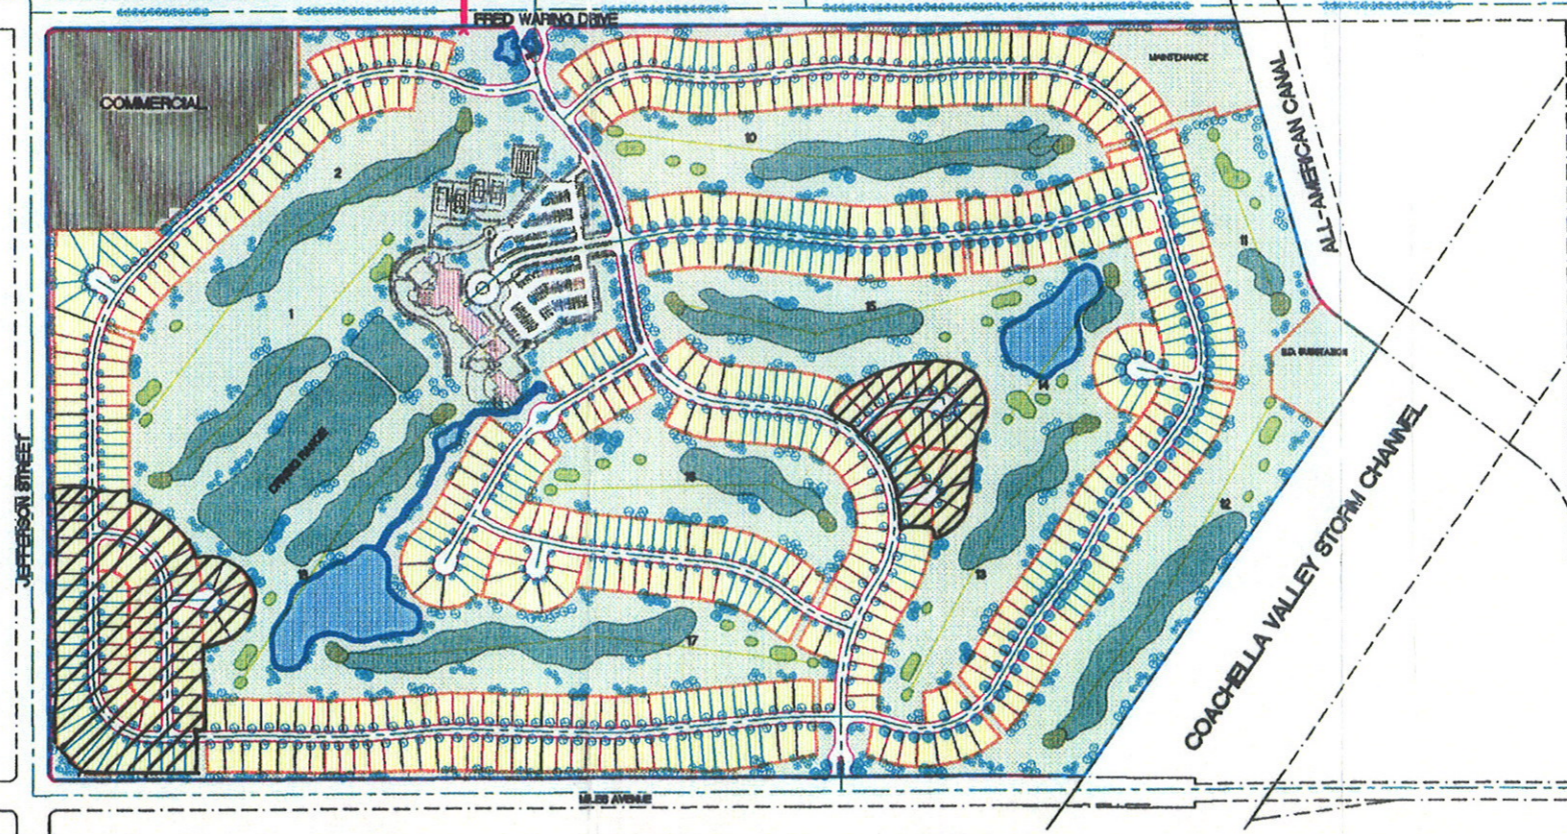 FRED WARING DRIVE
COMMERCIAL
MAINTENANCE
ALL-AMERICAN CANAL
2
10
11
1
15
14
DRIVING RANGE
16
12
JEFFERSON STREET
18
13
17
COACHELLA VALLEY STORM CHANNEL
MILES AVENUE